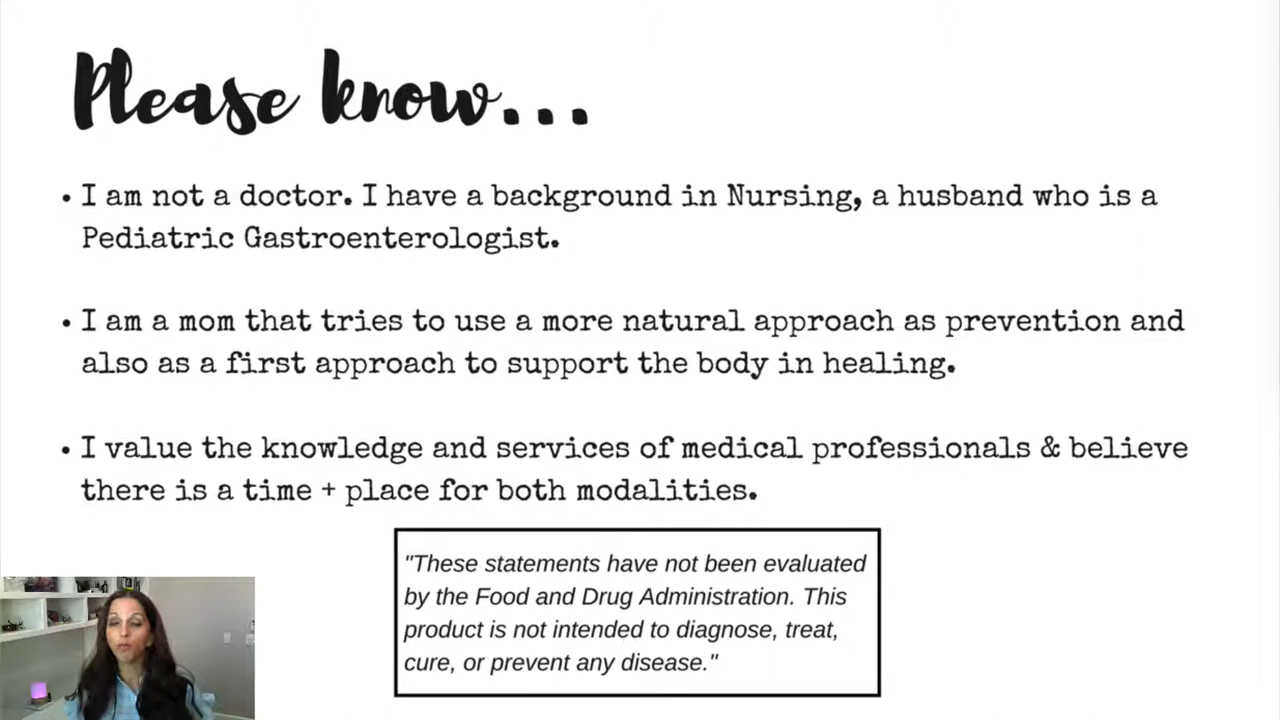 Please know...
• I am not a doctor. I have a background in Nursing, a husband who is a
Pediatric Gastroenterologist.
• I am a mom that tries to use a more natural approach as prevention and
also as a first approach to support the body in healing.
• I value the knowledge and services of medical professionals & believe
there is a time + place for both modalities.
"These statements have not been evaluated
by the Food and Drug Administration. This
product is not intended to diagnose, treat,
cure, or prevent any disease."